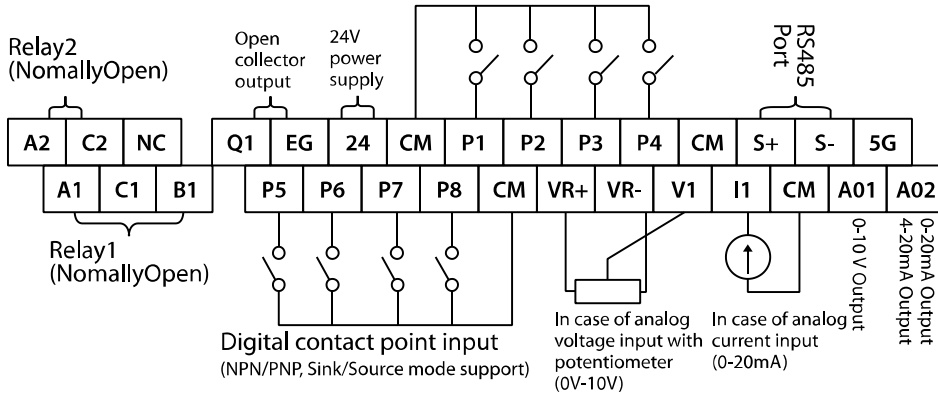 Relay2
(NomallyOpen)
Open
collector
output
24V
power
supply
RS485
Port
A2 C2 NC Q1 EG 24 CM P1 P2 P3 P4 CM S+ S- 5G
A1 C1 B1 P5 P6 P7 P8 CM VR+ VR- V1 I1 CM A01 A02
Relay1
(NomallyOpen)
Digital contact point input
(NPN/PNP, Sink/Source mode support)
In case of analog
voltage input with
potentiometer
(0V-10V)
In case of analog
current input
(0-20mA)
0-10 V Output
0-20mA Output
4-20mA Output